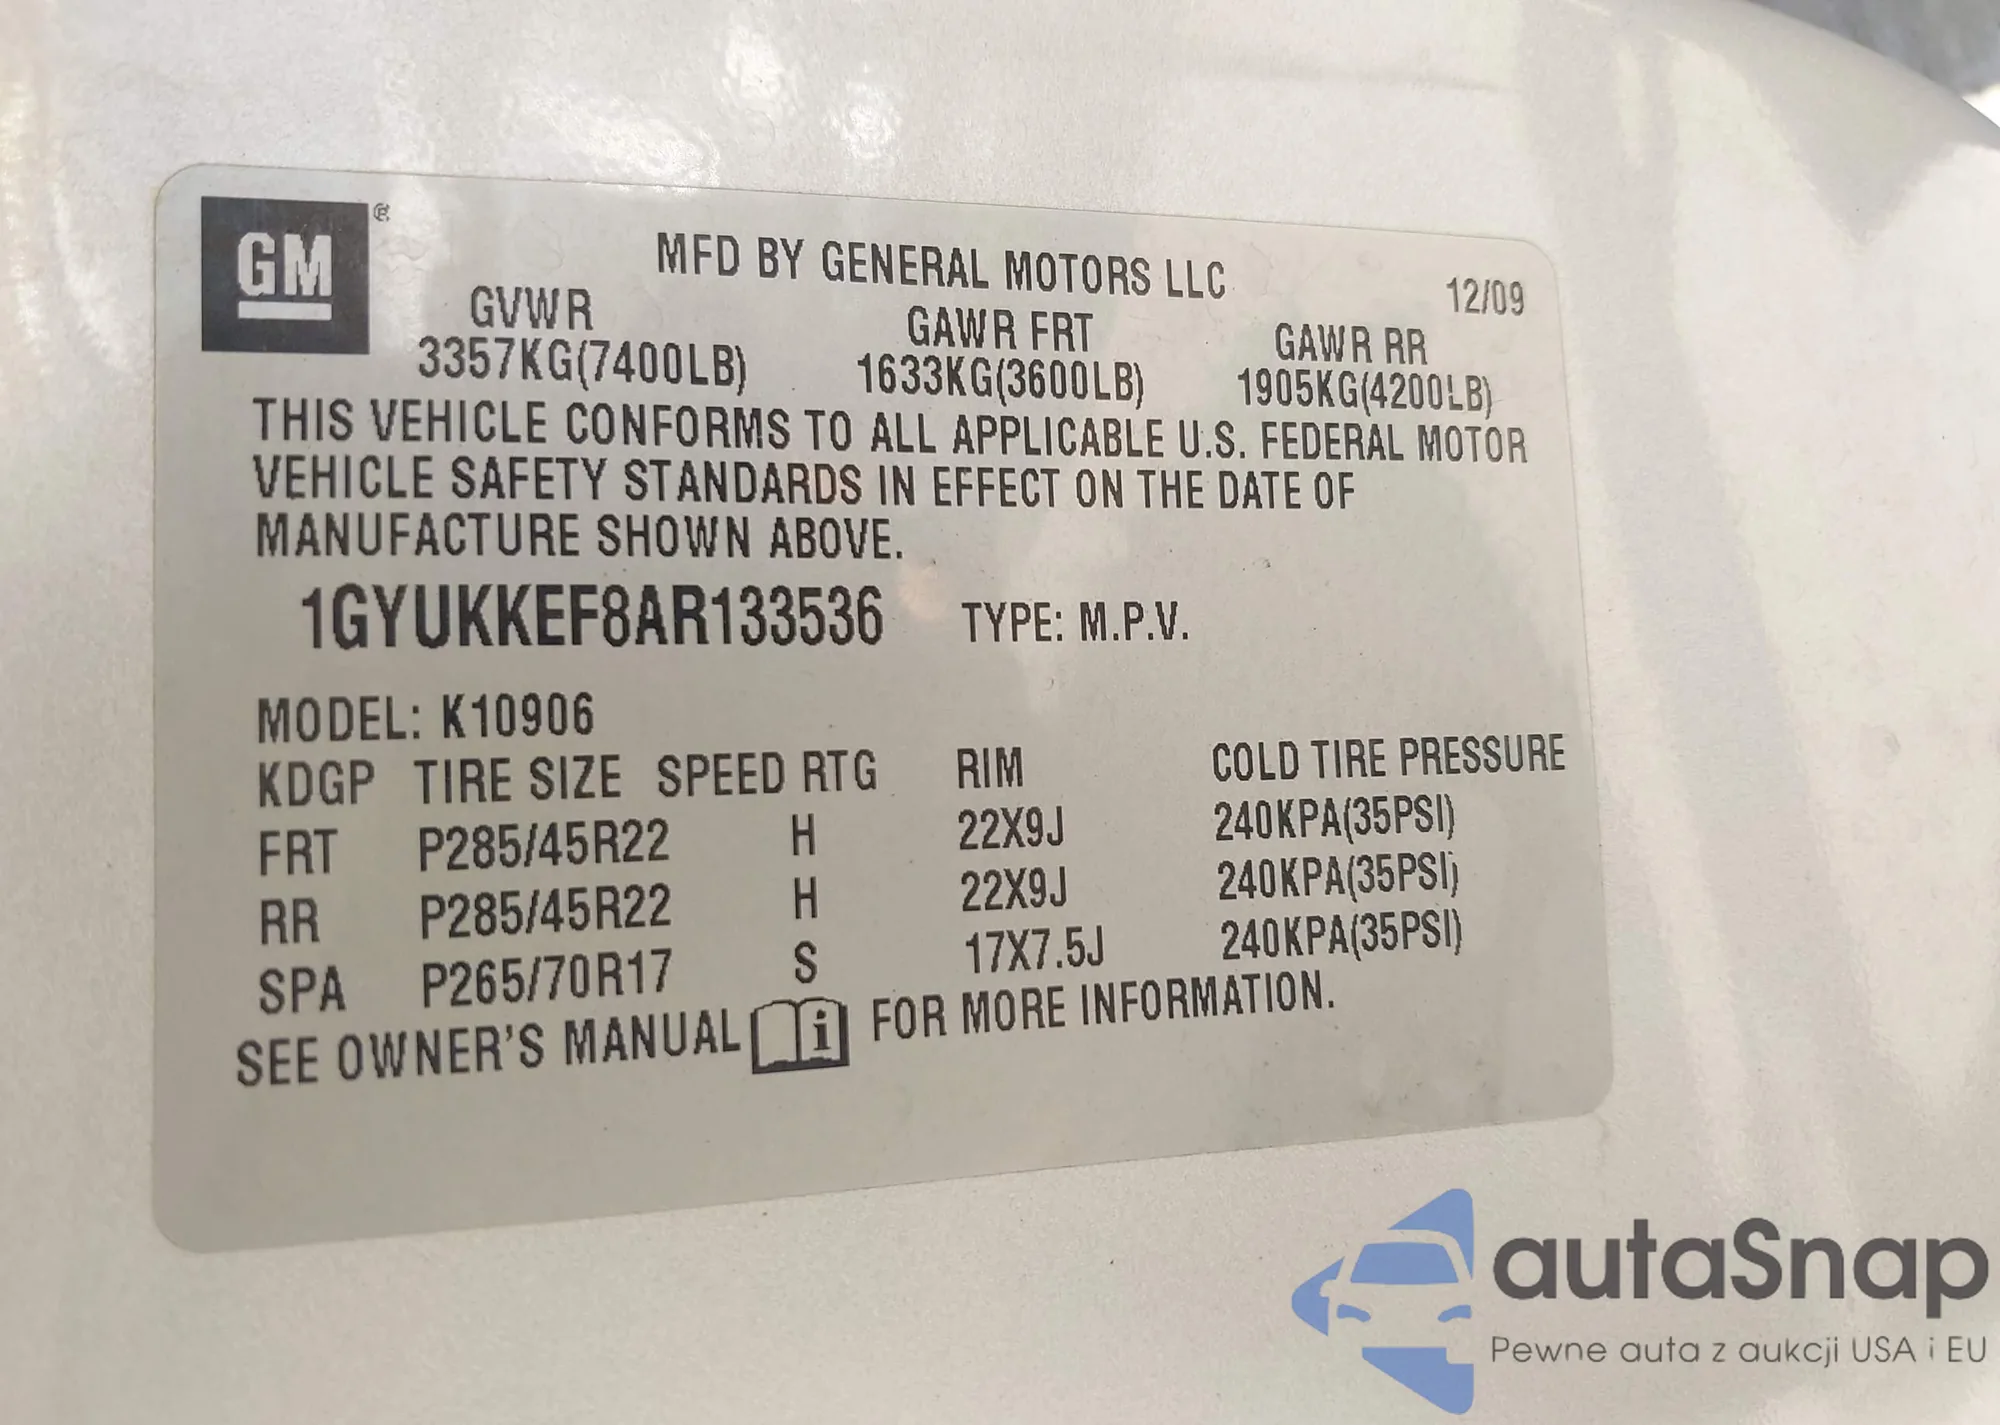 GM ®
MFD BY GENERAL MOTORS LLC
12/09
GVWR GAWR FRT GAWR RR
3357KG(7400LB) 1633KG(3600LB) 1905KG(4200LB)
THIS VEHICLE CONFORMS TO ALL APPLICABLE U.S. FEDERAL MOTOR
VEHICLE SAFETY STANDARDS IN EFFECT ON THE DATE OF
MANUFACTURE SHOWN ABOVE.
1GYUKKEF8AR133536 TYPE: M.P.V.
MODEL: K10906
KDGP TIRE SIZE SPEED RTG RIM COLD TIRE PRESSURE
FRT P285/45R22 H 22X9J 240KPA(35PSI)
RR P285/45R22 H 22X9J 240KPA(35PSI)
SPA P265/70R17 S 17X7.5J 240KPA(35PSI)
SEE OWNER'S MANUAL i FOR MORE INFORMATION.
autaSnap
Pewne auta z aukcji USA i EU